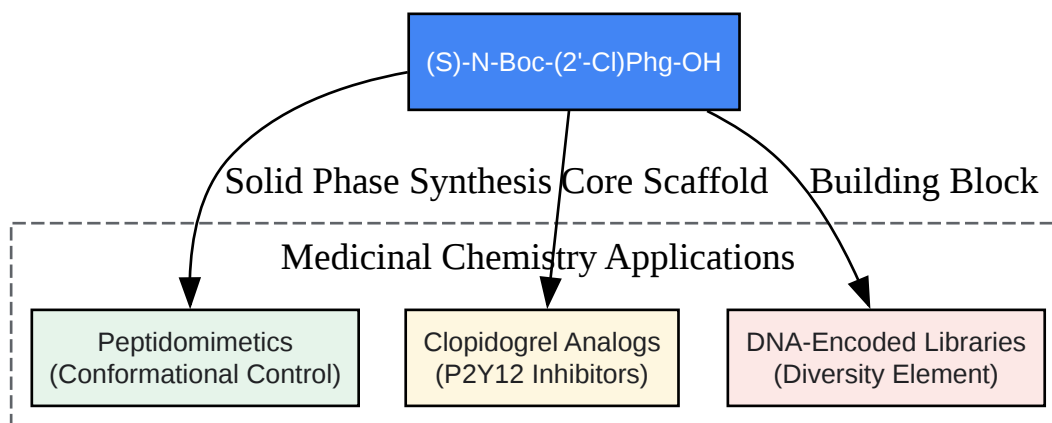 (S)-N-Boc-(2'-Cl)Phg-OH
Solid Phase Synthesis
Core Scaffold
Building Block
Medicinal Chemistry Applications
Peptidomimetics
(Conformational Control)
Clopidogrel Analogs
(P2Y12 Inhibitors)
DNA-Encoded Libraries
(Diversity Element)